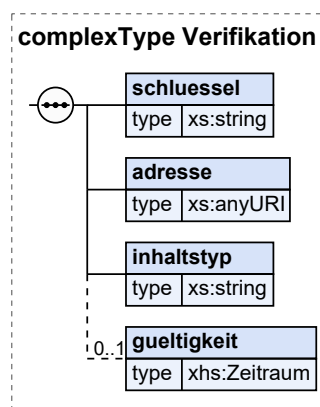 complexType Verifikation
schluessel
type xs:string
adresse
type xs:anyURI
inhaltstyp
type xs:string
0..1 gueltigkeit
type xhs:Zeitraum